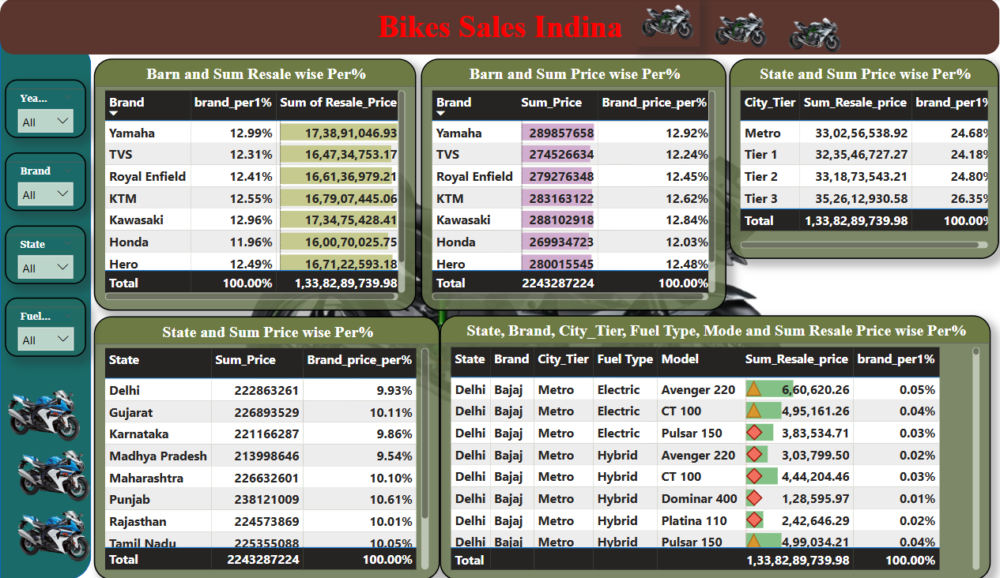 Bikes Sales Indina
Yea...
All
Brand
All
State
All
Fuel...
All
Barn and Sum Resale wise Per%
Brand brand_per1% Sum of Resale_Price
Yamaha 12.99% 17,38,91,046.93
TVS 12.31% 16,47,34,753.17
Royal Enfield 12.41% 16,61,36,979.21
KTM 12.55% 16,79,07,445.06
Kawasaki 12.96% 17,34,75,428.41
Honda 11.96% 16,00,70,025.75
Hero 12.49% 16,71,22,593.18
Total 100.00% 1,33,82,89,739.98
Barn and Sum Price wise Per%
Brand Sum_Price Brand_price_per%
Yamaha 289857658 12.92%
TVS 274526634 12.24%
Royal Enfield 279276348 12.45%
KTM 283163122 12.62%
Kawasaki 288102918 12.84%
Honda 269934723 12.03%
Hero 280015545 12.48%
Total 2243287224 100.00%
State and Sum Price wise Per%
City_Tier Sum_Resale_price brand_per1%
Metro 33,02,56,538.92 24.68%
Tier 1 32,35,46,727.27 24.18%
Tier 2 33,18,73,543.21 24.80%
Tier 3 35,26,12,930.58 26.35%
Total 1,33,82,89,739.98 100.00%
State and Sum Price wise Per%
State Sum_Price Brand_price_per%
Delhi 222863261 9.93%
Gujarat 226893529 10.11%
Karnataka 221166287 9.86%
Madhya Pradesh 213998646 9.54%
Maharashtra 226632601 10.10%
Punjab 238121009 10.61%
Rajasthan 224573869 10.01%
Tamil Nadu 225355088 10.05%
Total 2243287224 100.00%
State, Brand, City_Tier, Fuel Type, Mode and Sum Resale Price wise Per%
State Brand City_Tier Fuel Type Model Sum_Resale_price brand_per1%
Delhi Bajaj Metro Electric Avenger 220 6,60,620.26 0.05%
Delhi Bajaj Metro Electric CT 100 4,95,161.26 0.04%
Delhi Bajaj Metro Electric Pulsar 150 3,83,534.71 0.03%
Delhi Bajaj Metro Hybrid Avenger 220 3,03,799.50 0.02%
Delhi Bajaj Metro Hybrid CT 100 4,44,204.46 0.03%
Delhi Bajaj Metro Hybrid Dominar 400 1,28,595.97 0.01%
Delhi Bajaj Metro Hybrid Platina 110 2,42,646.29 0.02%
Delhi Bajaj Metro Hybrid Pulsar 150 4,99,034.21 0.04%
Total 1,33,82,89,739.98 100.00%